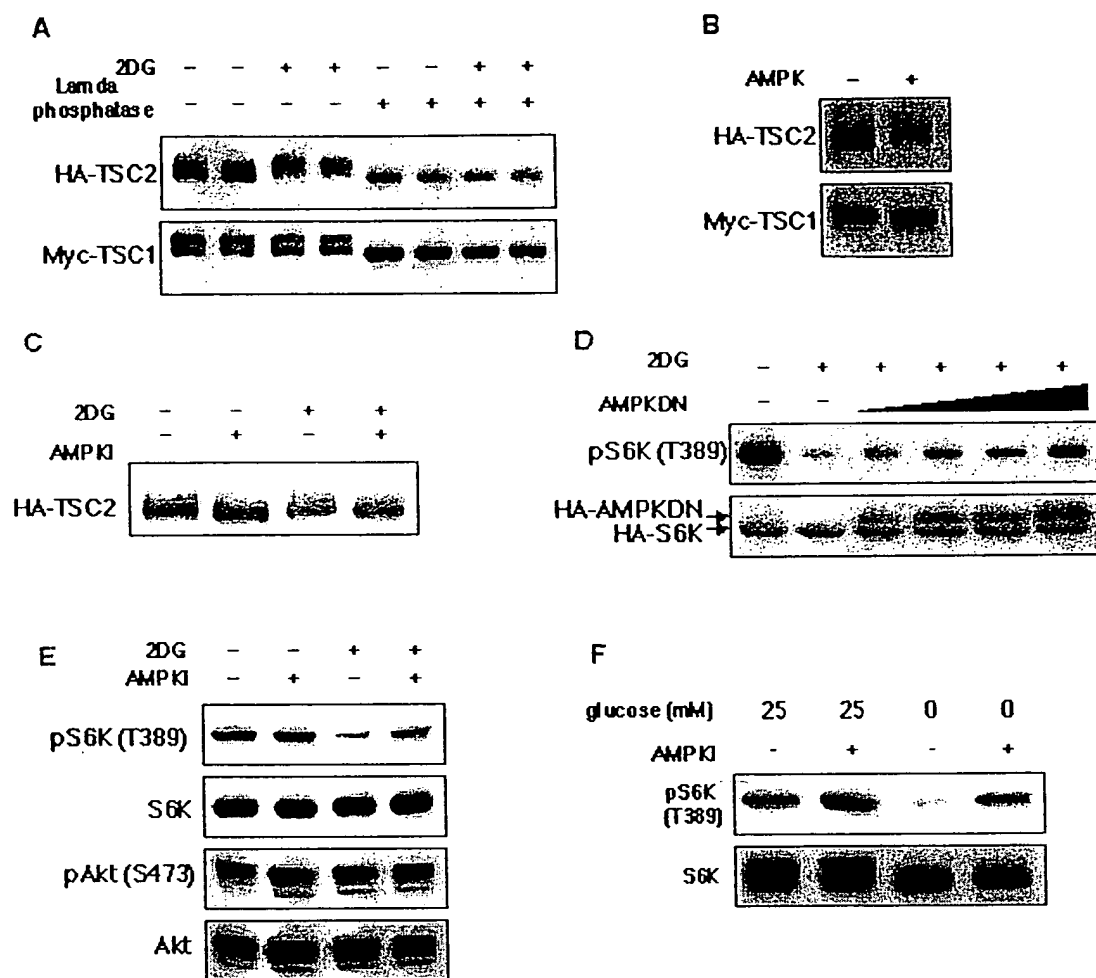 A
2DG - - + + - - + +
Lamda
phosphatase - - - - + + + +
HA-TSC2
Myc-TSC1
B
AMPK - +
HA-TSC2
Myc-TSC1
C
2DG - - + +
AMPKI - + - +
HA-TSC2
D
2DG - + + + + +
AMPKDN - -
pS6K (T389)
HA-AMPKDN
HA-S6K
E
2DG - - + +
AMPKI - + - +
pS6K (T389)
S6K
pAkt (S473)
Akt
F
glucose (mM) 25 25 0 0
AMPKI - + - +
pS6K
(T389)
S6K